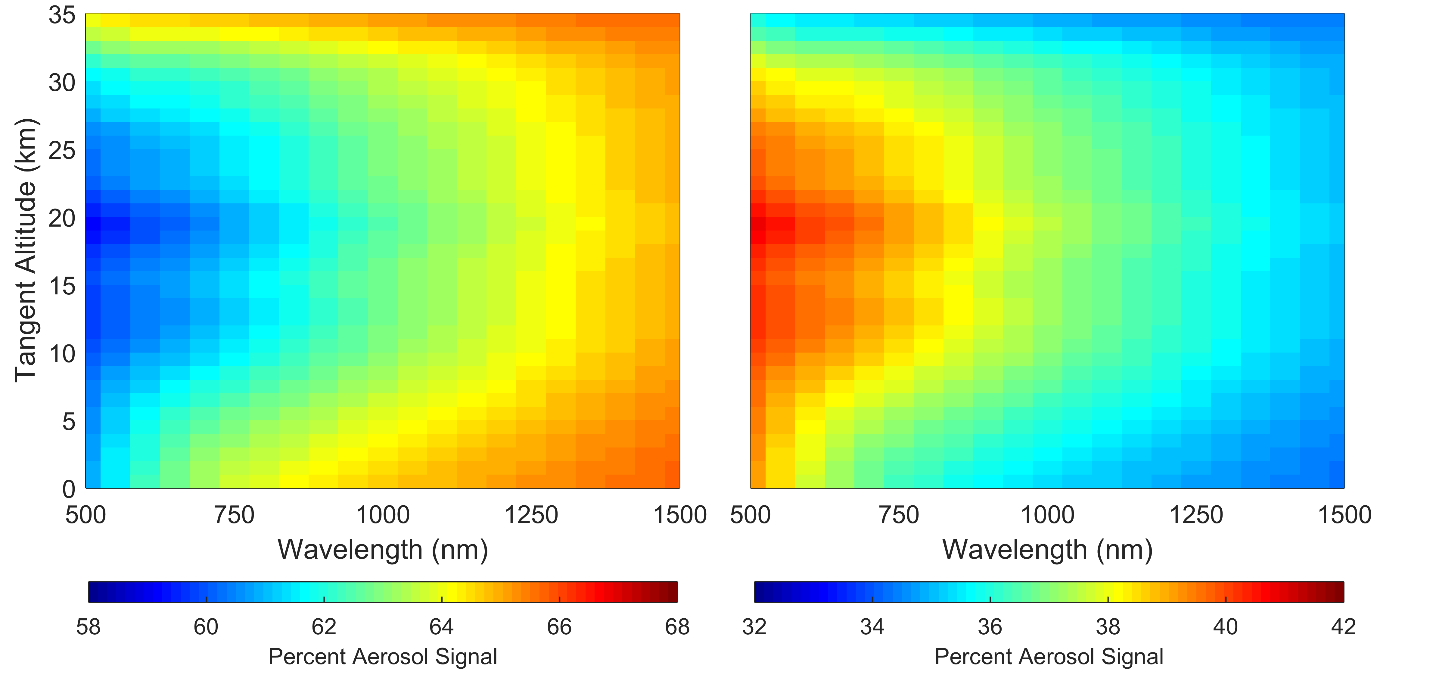 35
30
25
20
15
10
5
0
Tangent Altitude (km)
500 750 1000 1250 1500
Wavelength (nm)
58 60 62 64 66 68
Percent Aerosol Signal
500 750 1000 1250 1500
Wavelength (nm)
32 34 36 38 40 42
Percent Aerosol Signal